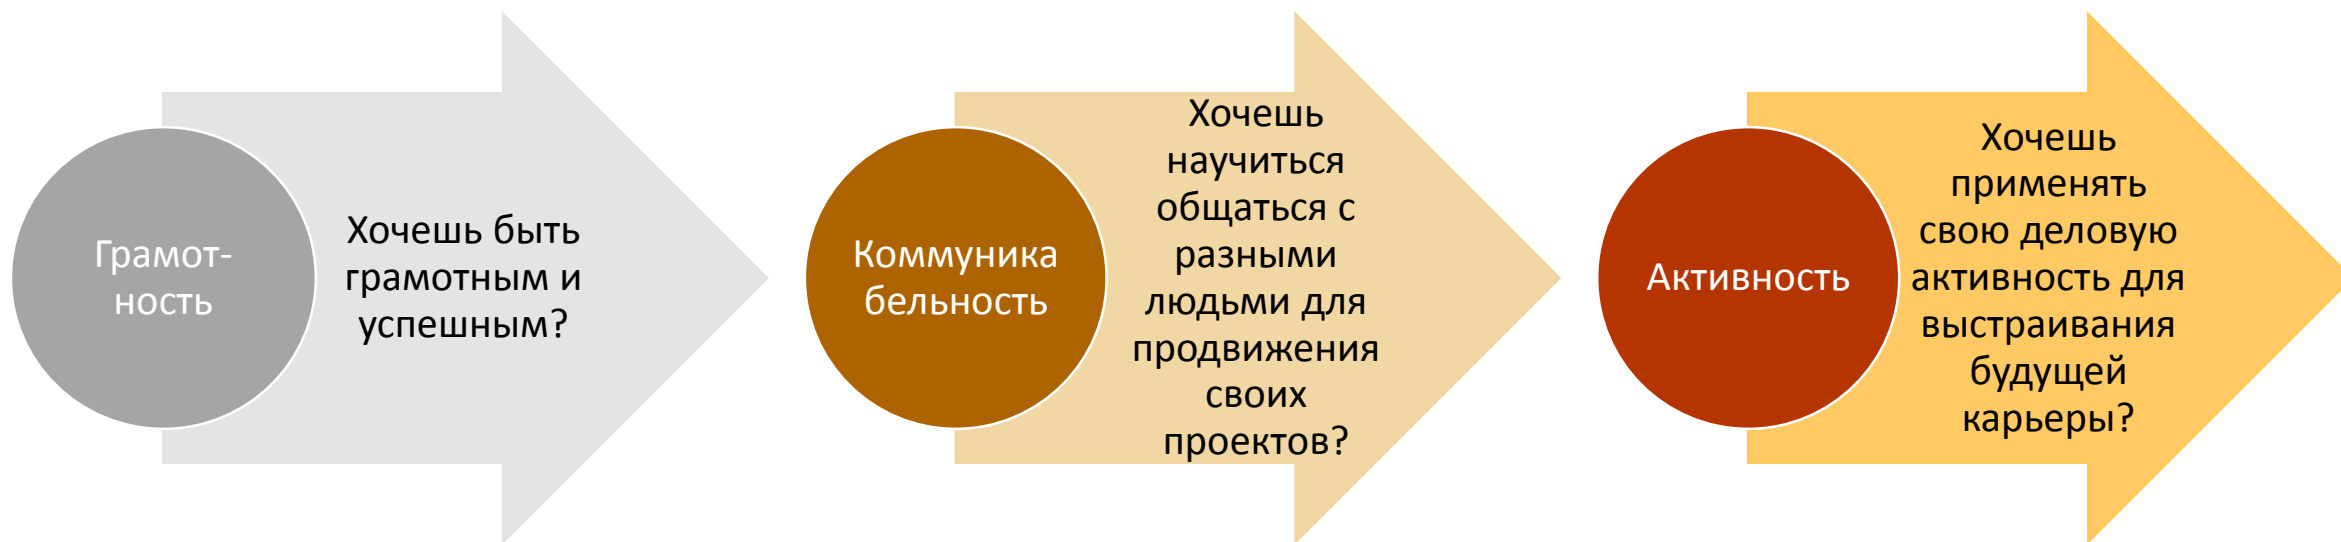 Грамот-
ность
Хочешь быть
грамотным и
успешным?
Коммуника
бельность
Хочешь
научиться
общаться с
разными
людьми для
продвижения
своих
проектов?
Активность
Хочешь
применять
свою деловую
активность для
выстраивания
будущей
карьеры?